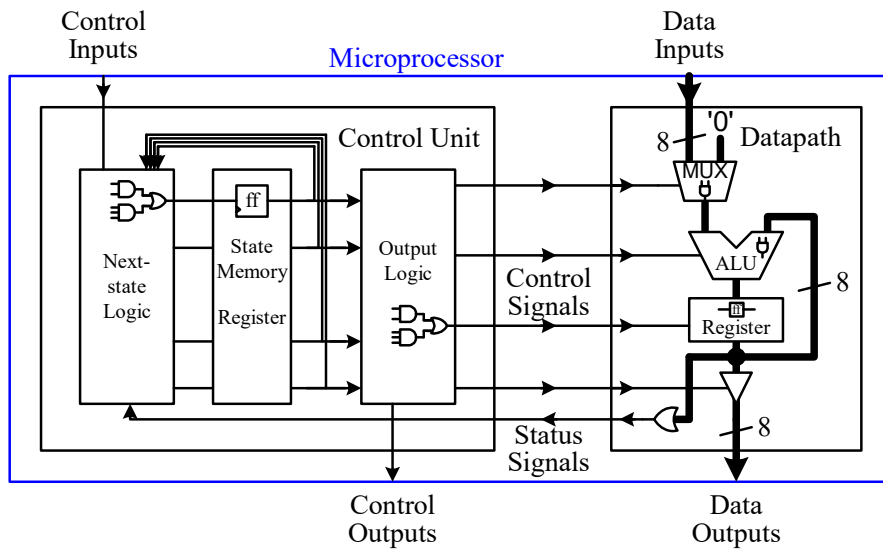 Control
Inputs
Data
Inputs
Microprocessor
Control Unit
8
'0'
Datapath
MUX
ff
Next-
state
Logic
State
Memory
Register
Output
Logic
ALU
Control
Signals
8
ff
Register
Status
Signals
8
Control
Outputs
Data
Outputs